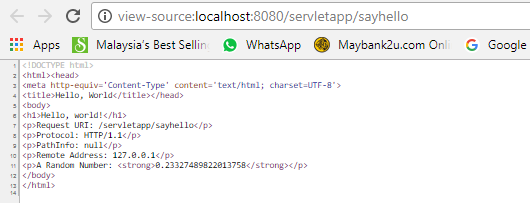 view-source:localhost:8080/servletapp/sayhello
Apps Malaysia's Best Sellin WhatsApp Maybank2u.com Onli Google
1 <!DOCTYPE html>
2 <html><head>
3 <meta http-equiv='Content-Type' content='text/html; charset=UTF-8'>
4 <title>Hello, World</title></head>
5 <body>
6 <h1>Hello, world!</h1>
7 <p>Request URI: /servletapp/sayhello</p>
8 <p>Protocol: HTTP/1.1</p>
9 <p>PathInfo: null</p>
10 <p>Remote Address: 127.0.0.1</p>
11 <p>A Random Number: <strong>0.23327489822013758</strong></p>
12 </body>
13 </html>
14